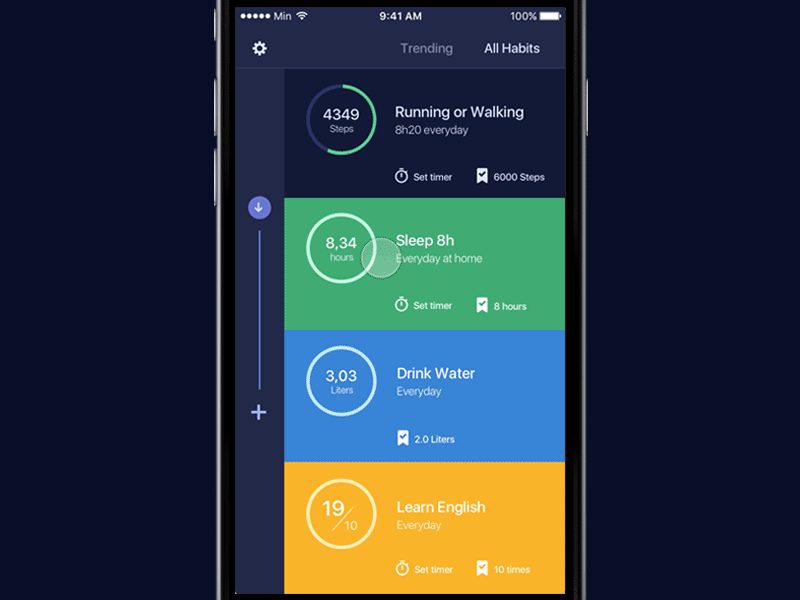 Min 9:41 AM 100%
Trending All Habits
4349
Steps
Running or Walking
8h20 everyday
Set timer 6000 Steps
8,34
hours
Sleep 8h
Everyday at home
Set timer 8 hours
3,03
Liters
Drink Water
Everyday
2.0 Liters
19/10
Learn English
Everyday
Set timer 10 times